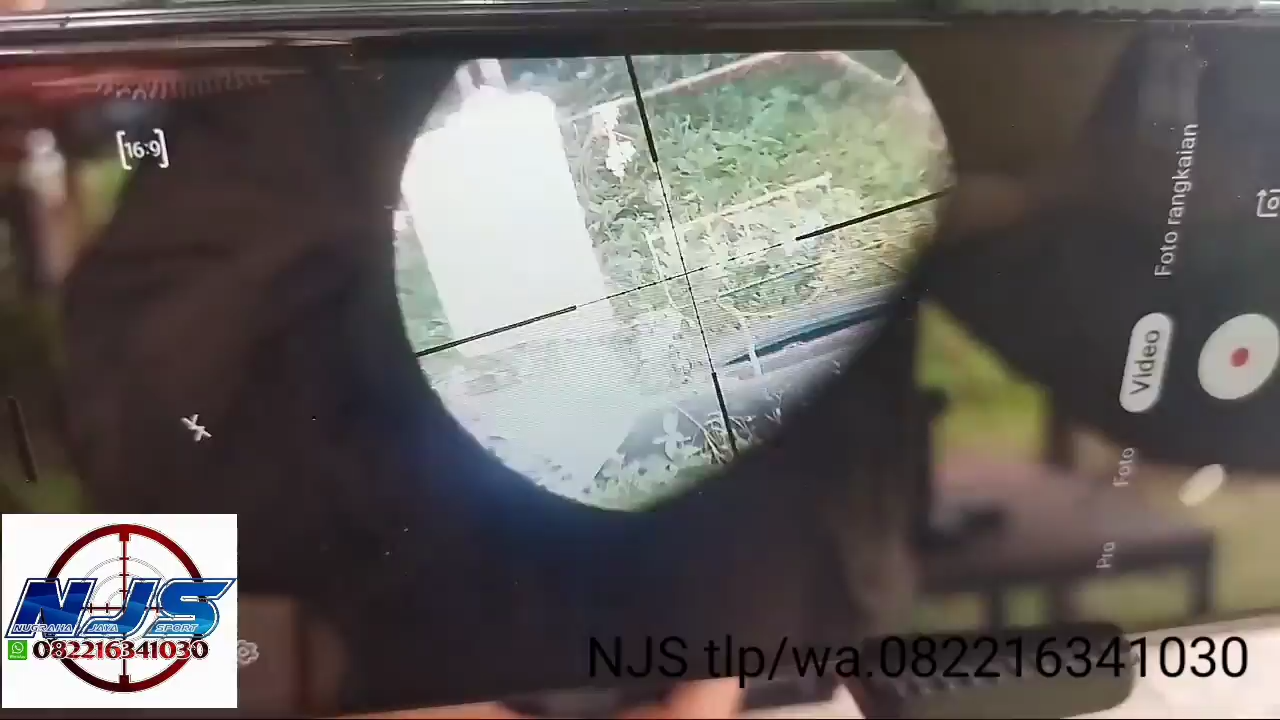 [16:9]
Foto rangkaian
Video
Foto
Pro
NJS
NUGRAHA JAYA SPORT
082216341030
NJS tlp/wa.082216341030